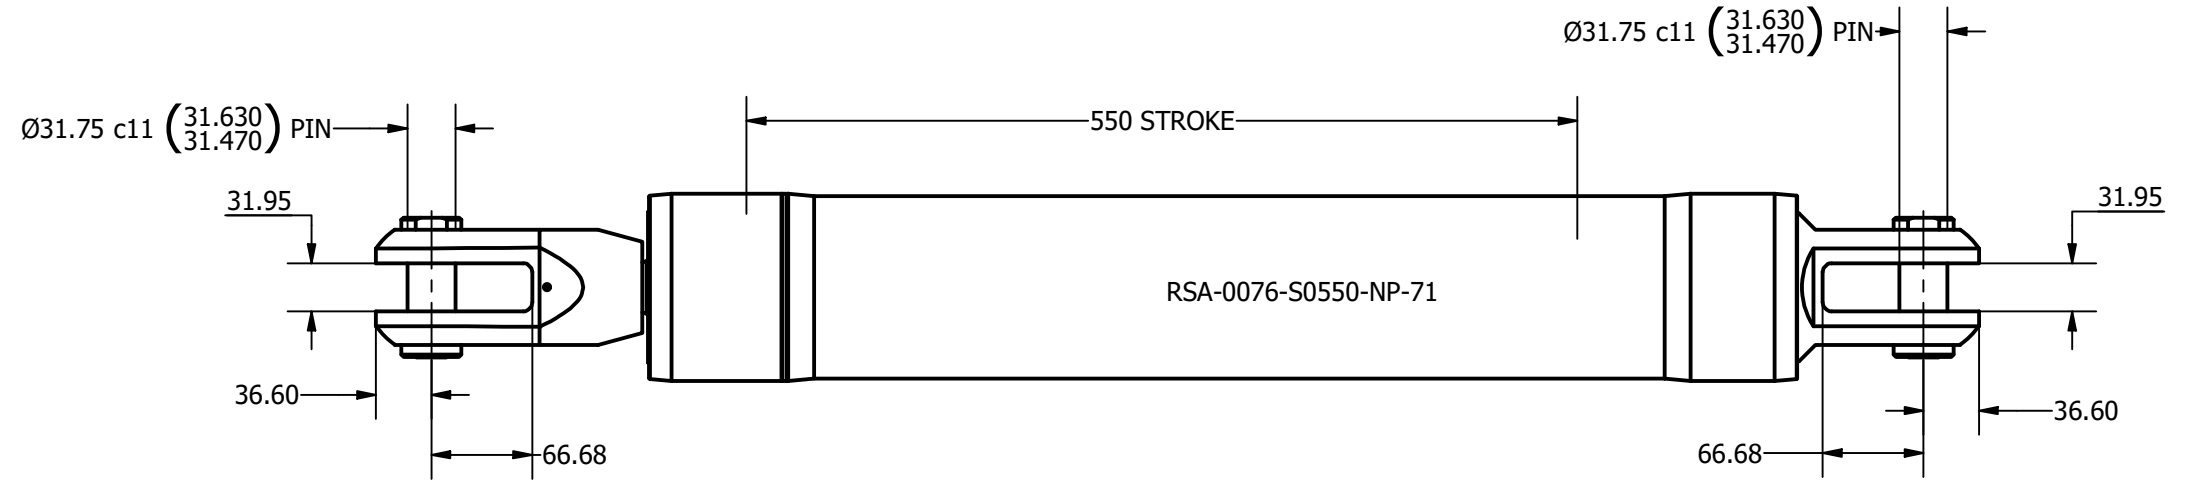 Ø31.75 c11 (31.630
31.470) PIN
Ø31.75 c11 (31.630
31.470) PIN
550 STROKE
31.95
31.95
RSA-0076-S0550-NP-71
36.60
36.60
66.68
66.68